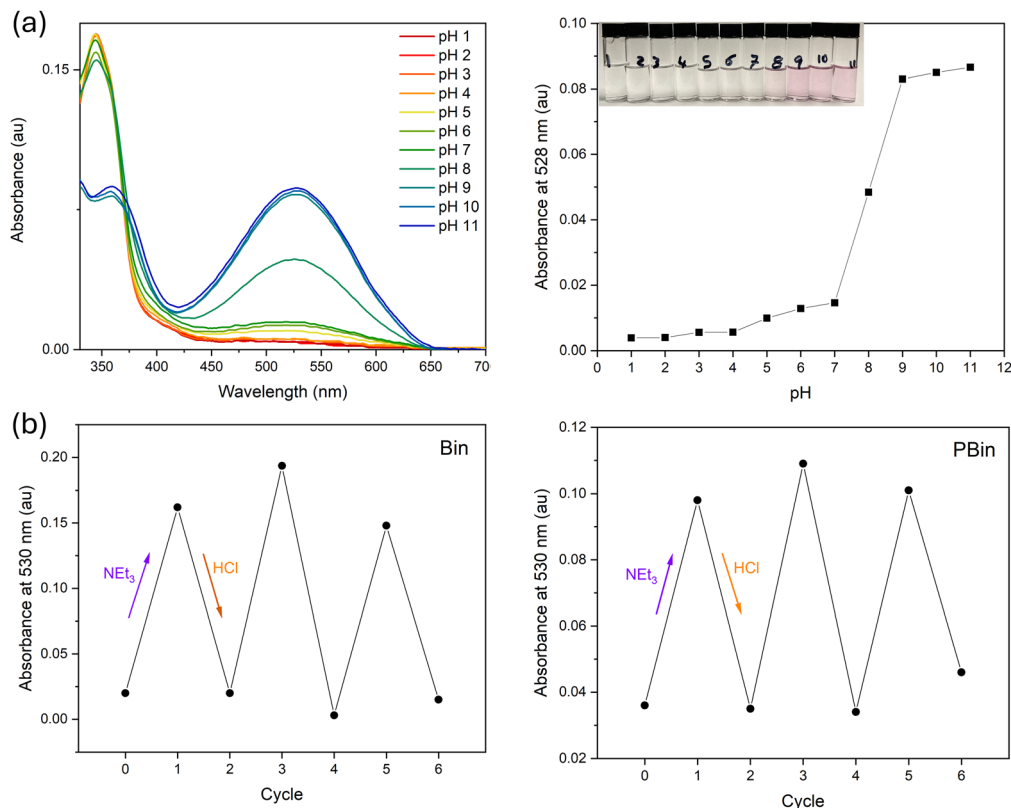 (a)
0.15
0.00
Absorbance (au)
350 400 450 500 550 600 650 70
Wavelength (nm)
pH 1
pH 2
pH 3
pH 4
pH 5
pH 6
pH 7
pH 8
pH 9
pH 10
pH 11
0.10
0.08
0.06
0.04
0.02
0.00
Absorbance at 528 nm (au)
1 2 3 4 5 6 7 8 9 10 11
0 1 2 3 4 5 6 7 8 9 10 11 12
pH
(b)
Bin
0.20
0.15
0.10
0.05
0.00
Absorbance at 530 nm (au)
NEt₃
HCl
0 1 2 3 4 5 6
Cycle
PBin
0.12
0.10
0.08
0.06
0.04
0.02
Absorbance at 530 nm (au)
NEt₃
HCl
0 1 2 3 4 5 6
Cycle